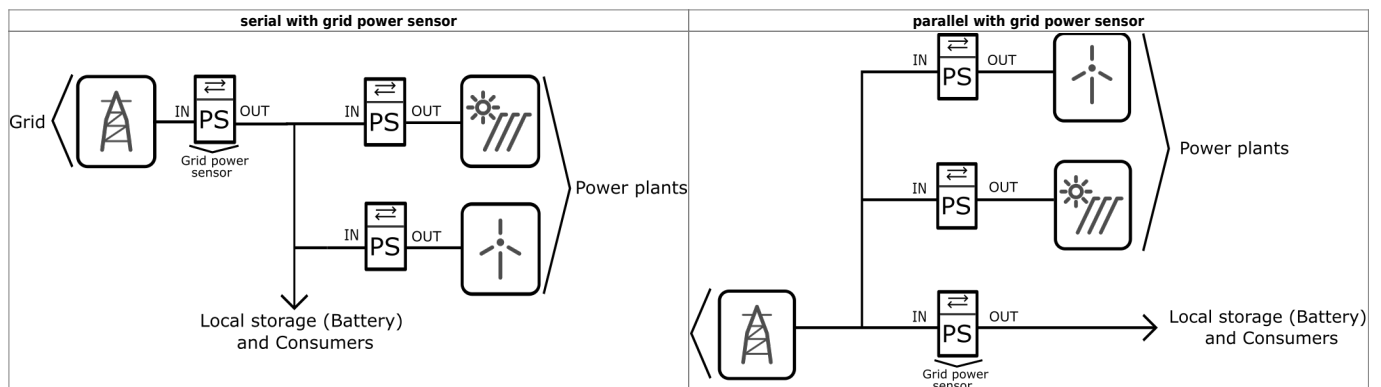 serial with grid power sensor
Grid
IN
PS
OUT
Grid power
sensor
IN
PS
OUT
IN
PS
OUT
Power plants
Local storage (Battery)
and Consumers
parallel with grid power sensor
IN
PS
OUT
IN
PS
OUT
Power plants
IN
PS
OUT
Grid power
sensor
Local storage (Battery)
and Consumers